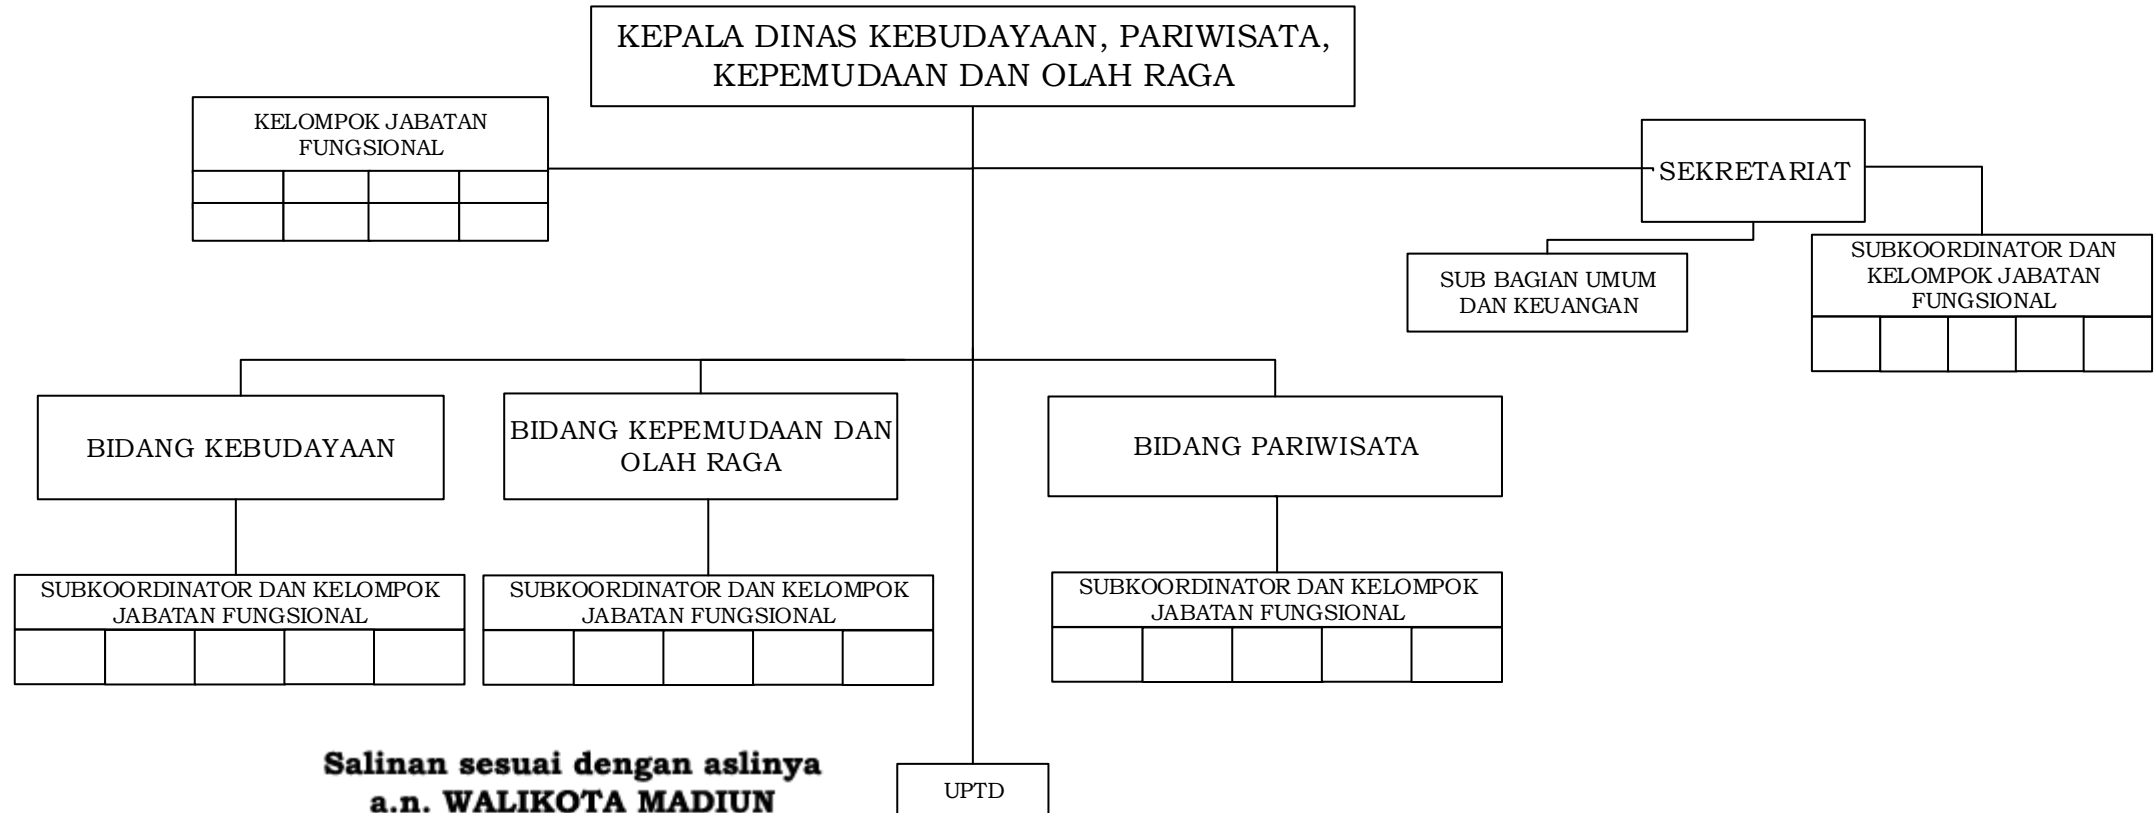 KEPALA DINAS KEBUDAYAAN, PARIWISATA,
KEPEMUDAAN DAN OLAH RAGA
KELOMPOK JABATAN
FUNGSIONAL
SEKRETARIAT
SUB BAGIAN UMUM
DAN KEUANGAN
SUBKOORDINATOR DAN
KELOMPOK JABATAN
FUNGSIONAL
BIDANG KEBUDAYAAN
BIDANG KEPEMUDAAN DAN
OLAH RAGA
BIDANG PARIWISATA
SUBKOORDINATOR DAN KELOMPOK
JABATAN FUNGSIONAL
SUBKOORDINATOR DAN KELOMPOK
JABATAN FUNGSIONAL
SUBKOORDINATOR DAN KELOMPOK
JABATAN FUNGSIONAL
Salinan sesuai dengan aslinya
a.n. WALIKOTA MADIUN
UPTD